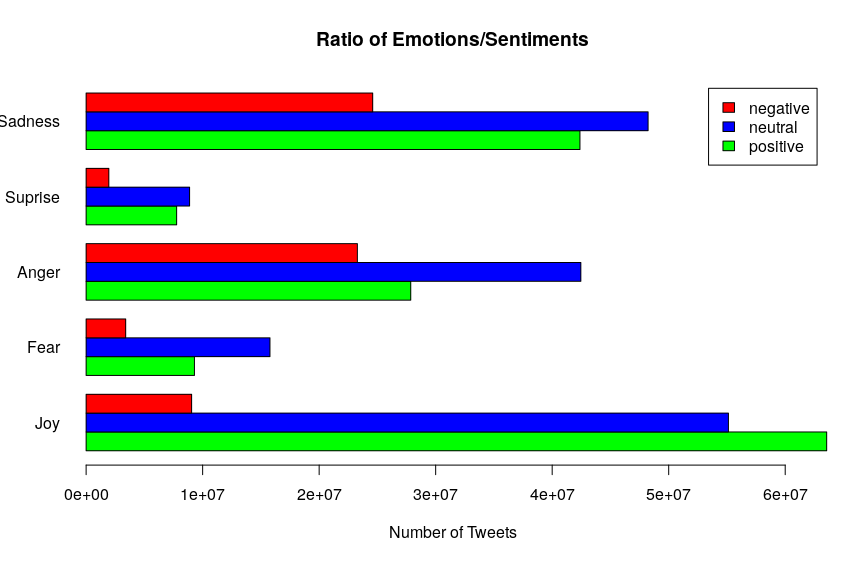 Ratio of Emotions/Sentiments
negative
neutral
positive
Sadness
Suprise
Anger
Fear
Joy
0e+00 1e+07 2e+07 3e+07 4e+07 5e+07 6e+07
Number of Tweets